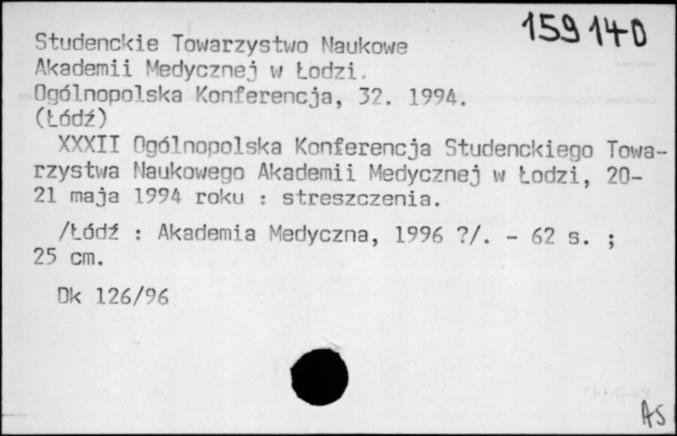 159140
Studenckie Towarzystwo Naukowe
Akademii Medycznej w Łodzi.
Ogólnopolska Konferencja, 32. 1994.
(Łódź)
XXXII Ogólnopolska Konferencja Studenckiego Towa-
rzystwa Naukowego Akademii Medycznej w Łodzi, 20-
21 maja 1994 roku : streszczenia.
/Łódź : Akademia Medyczna, 1996 ?/. - 62 s. ;
25 cm.
Dk 126/96
AS